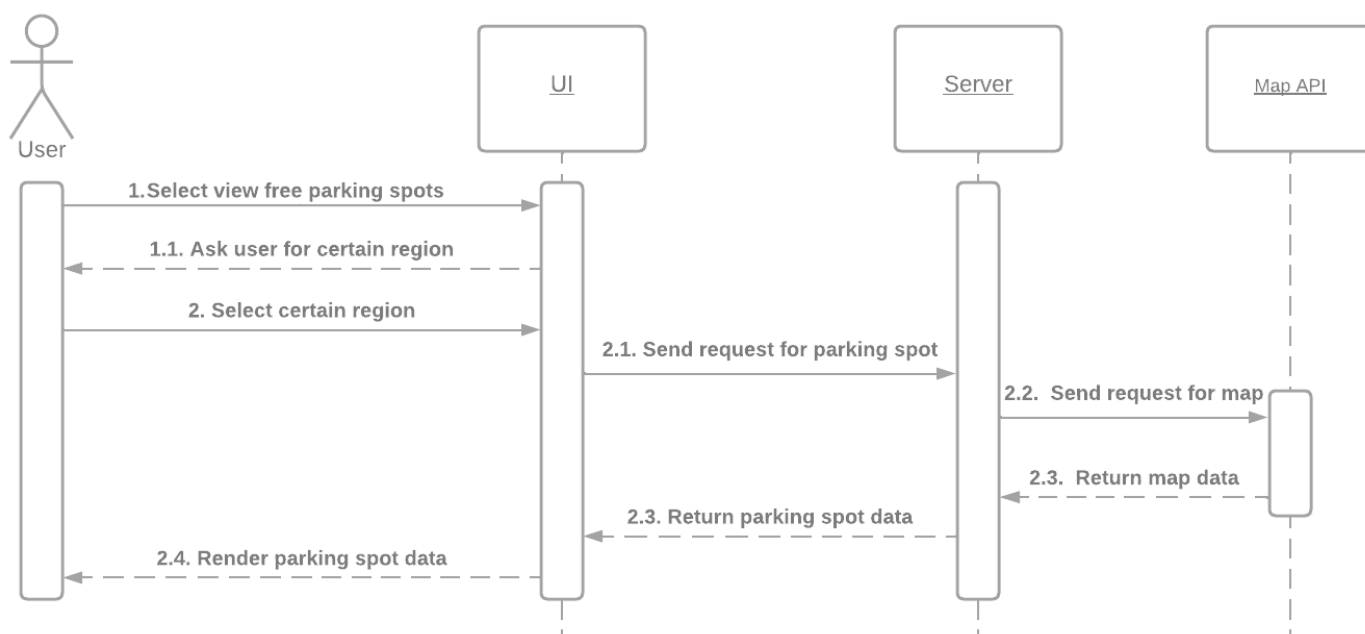 UI
Server
Map API
User
1.Select view free parking spots
1.1. Ask user for certain region
2. Select certain region
2.1. Send request for parking spot
2.2.  Send request for map
2.3.  Return map data
2.3. Return parking spot data
2.4. Render parking spot data